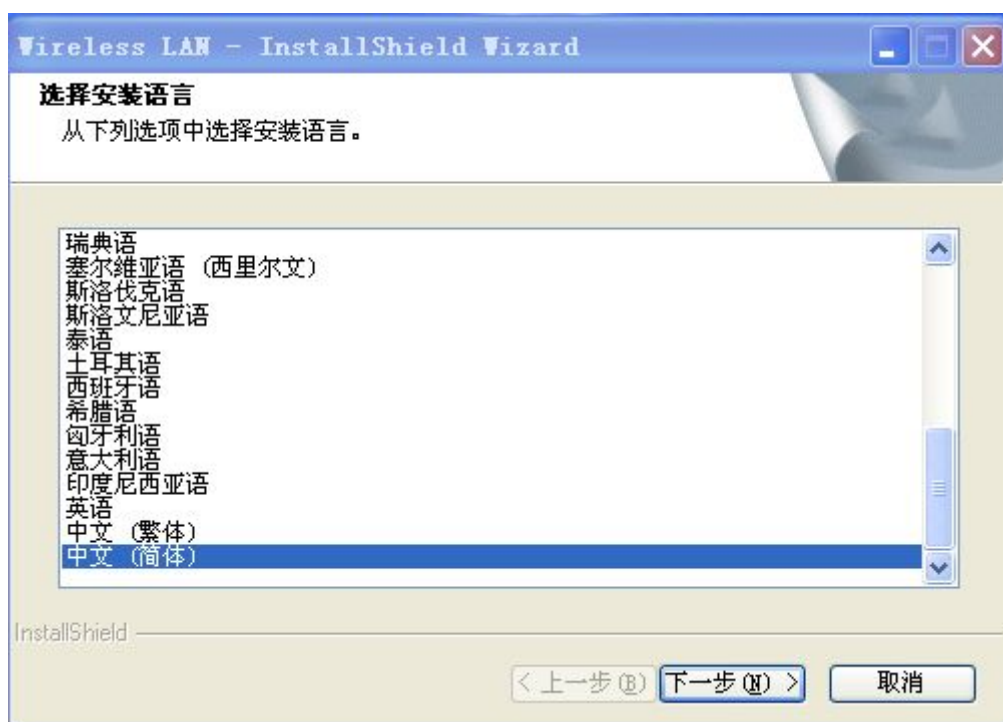 Wireless LAN - InstallShield Wizard
选择安装语言
从下列选项中选择安装语言。
瑞典语
塞尔维亚语 (西里尔文)
斯洛伐克语
斯洛文尼亚语
泰语
土耳其语
西班牙语
希腊语
匈牙利语
意大利语
印度尼西亚语
英语
中文 (繁体)
中文 (简体)
InstallShield
< 上一步(B) 下一步(N) > 取消